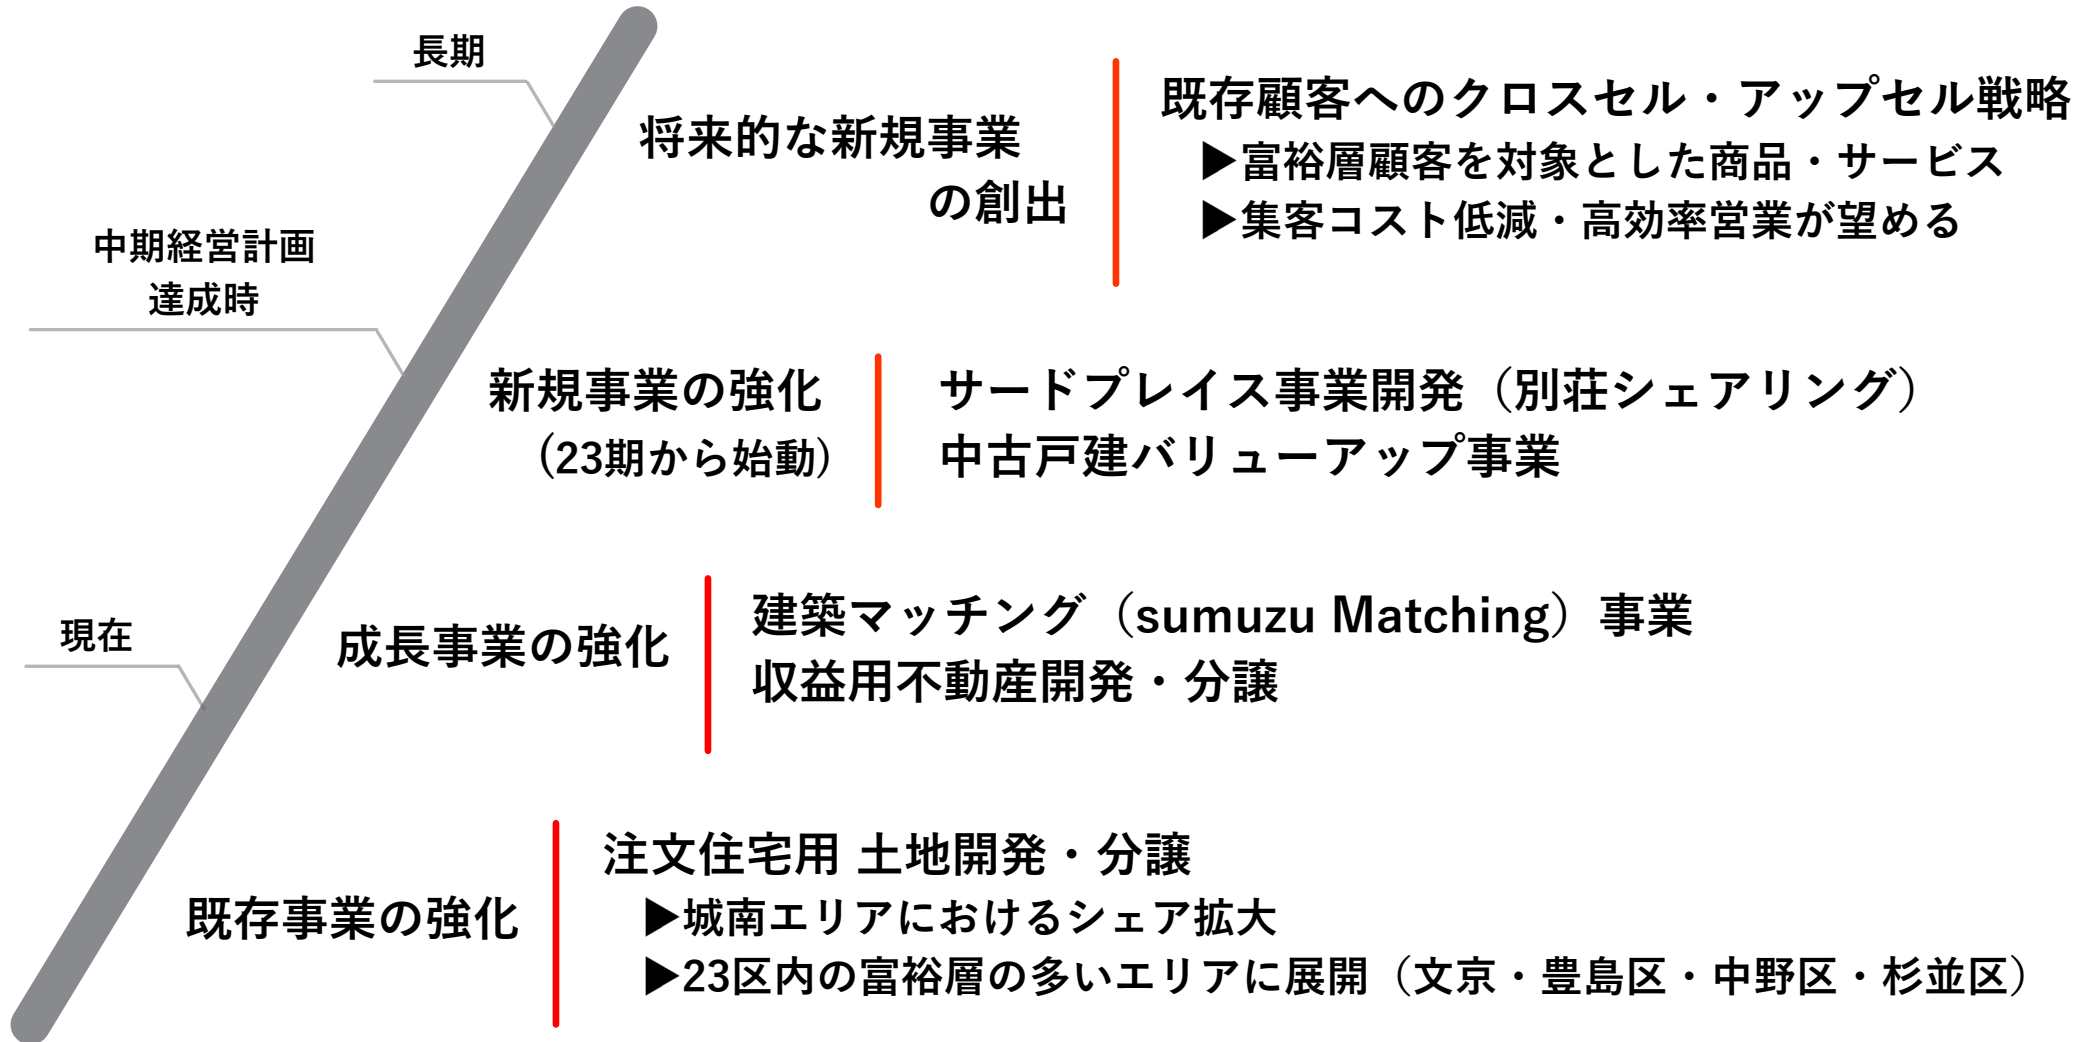 長期
将来的な新規事業
の創出
既存顧客へのクロスセル・アップセル戦略
▶富裕層顧客を対象とした商品・サービス
▶集客コスト低減・高効率営業が望める
中期経営計画
達成時
新規事業の強化
(23期から始動)
サードプレイス事業開発（別荘シェアリング）
中古戸建バリューアップ事業
現在
成長事業の強化
建築マッチング（sumuzu Matching）事業
収益用不動産開発・分譲
既存事業の強化
注文住宅用 土地開発・分譲
▶城南エリアにおけるシェア拡大
▶23区内の富裕層の多いエリアに展開（文京・豊島区・中野区・杉並区）